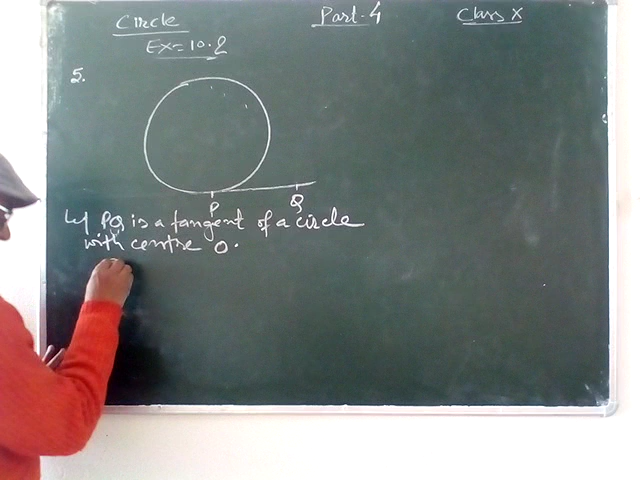 Circle Part-4 Class X
Ex=10.2
5.
P Q
Let PQ is a tangent of a circle
with centre O.